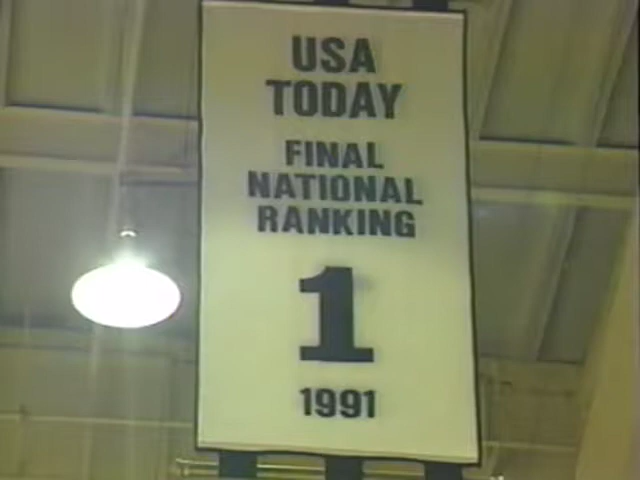 USA
TODAY
FINAL
NATIONAL
RANKING
1
1991